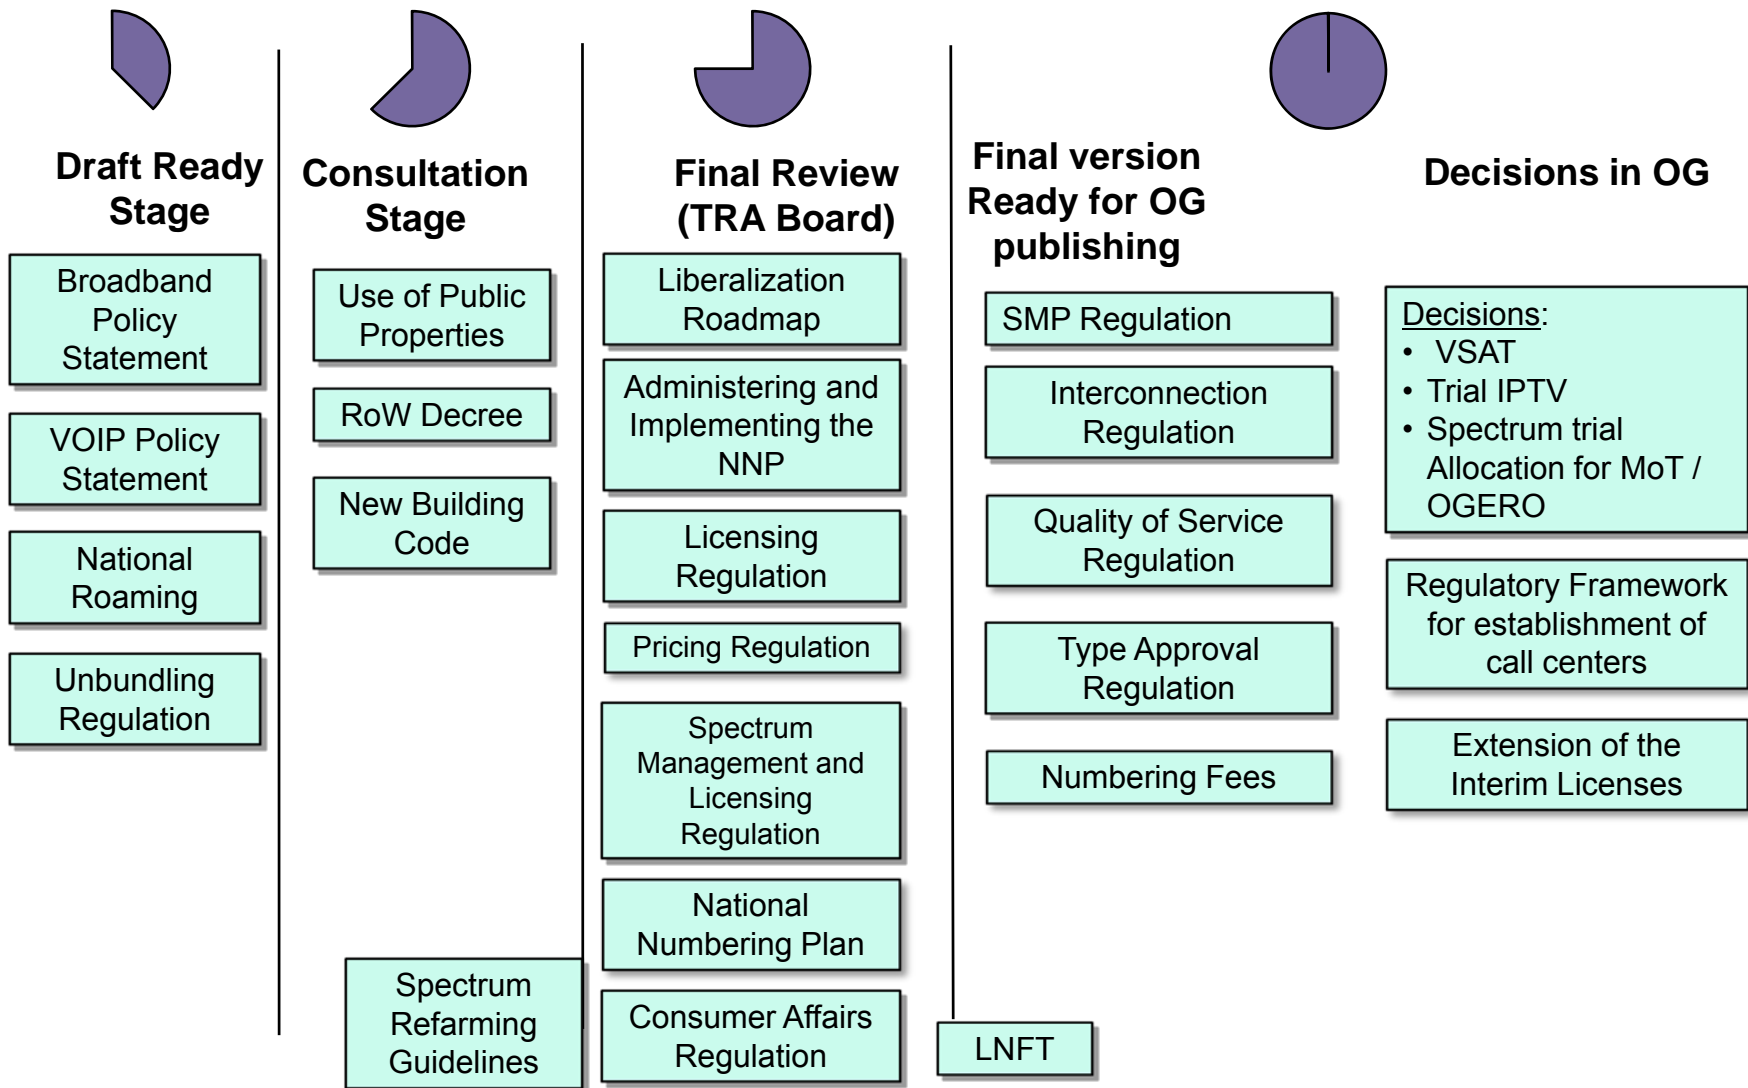 Draft Ready
Stage
Broadband
Policy
Statement
VOIP Policy
Statement
National
Roaming
Unbundling
Regulation
Consultation
Stage
Use of Public
Properties
RoW Decree
New Building
Code
Spectrum
Refarming
Guidelines
Final Review
(TRA Board)
Liberalization
Roadmap
Administering and
Implementing the
NNP
Licensing
Regulation
Pricing Regulation
Spectrum
Management and
Licensing
Regulation
National
Numbering Plan
Consumer Affairs
Regulation
Final version
Ready for OG
publishing
SMP Regulation
Interconnection
Regulation
Quality of Service
Regulation
Type Approval
Regulation
Numbering Fees
LNFT
Decisions in OG
Decisions:
• VSAT
• Trial IPTV
• Spectrum trial
Allocation for MoT /
OGERO
Regulatory Framework
for establishment of
call centers
Extension of the
Interim Licenses